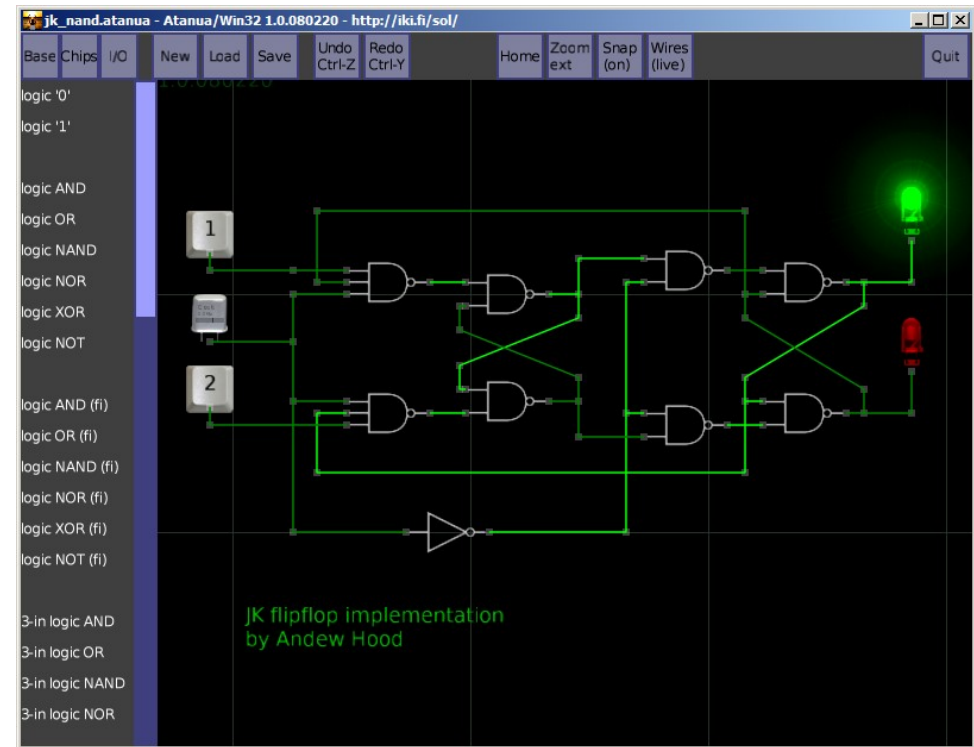 jk_nand.atanua - Atanua/Win32 1.0.080220 - http://iki.fi/sol/
Base Chips I/O New Load Save Undo Ctrl-Z Redo Ctrl-Y Home Zoom ext Snap (on) Wires (live) Quit
1.0.080220
logic '0'
logic '1'
logic AND
logic OR
logic NAND
logic NOR
logic XOR
logic NOT
logic AND (fi)
logic OR (fi)
logic NAND (fi)
logic NOR (fi)
logic XOR (fi)
logic NOT (fi)
3-in logic AND
3-in logic OR
3-in logic NAND
3-in logic NOR
1
2
JK flipflop implementation
by Andew Hood